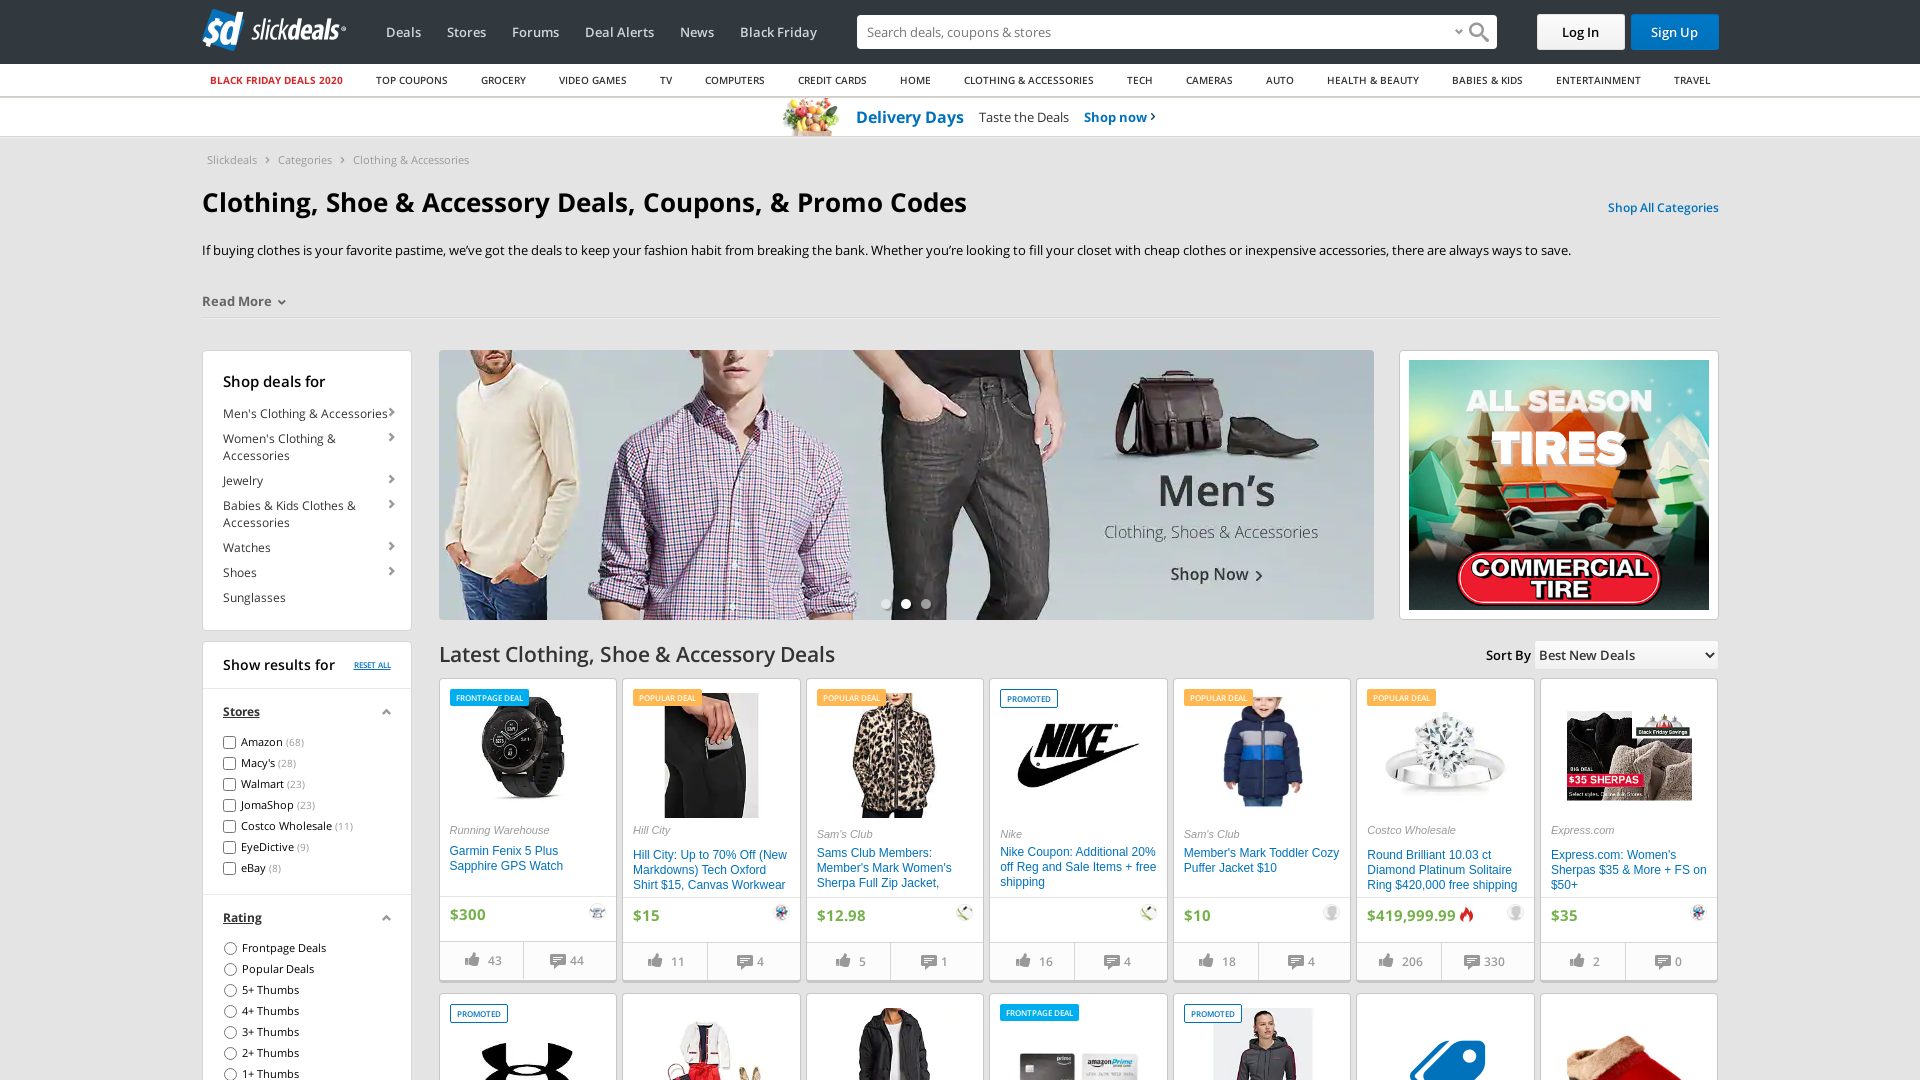 slickdeals
Deals
Stores
Forums
Deal Alerts
News
Black Friday
Search deals, coupons & stores
Log In
Sign Up
BLACK FRIDAY DEALS 2020
TOP COUPONS
GROCERY
VIDEO GAMES
TV
COMPUTERS
CREDIT CARDS
HOME
CLOTHING & ACCESSORIES
TECH
CAMERAS
AUTO
HEALTH & BEAUTY
BABIES & KIDS
ENTERTAINMENT
TRAVEL
Delivery Days Taste the Deals Shop now
Slickdeals
Categories
Clothing & Accessories
Clothing, Shoe & Accessory Deals, Coupons, & Promo Codes
Shop All Categories
If buying clothes is your favorite pastime, we’ve got the deals to keep your fashion habit from breaking the bank. Whether you’re looking to fill your closet with cheap clothes or inexpensive accessories, there are always ways to save.
Read More
Shop deals for
Men's Clothing & Accessories
Women's Clothing &
Accessories
Jewelry
Babies & Kids Clothes &
Accessories
Watches
Shoes
Sunglasses
Men’s
Clothing, Shoes & Accessories
Shop Now
ALL SEASON
TIRES
COMMERCIAL
TIRE
Show results for
RESET ALL
Stores
Amazon (68)
Macy's (28)
Walmart (23)
JomaShop (23)
Costco Wholesale (11)
EyeDictive (9)
eBay (8)
Rating
Frontpage Deals
Popular Deals
5+ Thumbs
4+ Thumbs
3+ Thumbs
2+ Thumbs
1+ Thumbs
Latest Clothing, Shoe & Accessory Deals
Sort By Best New Deals
FRONTPAGE DEAL
Running Warehouse
Garmin Fenix 5 Plus
Sapphire GPS Watch
$300
43
44
POPULAR DEAL
Hill City
Hill City: Up to 70% Off (New
Markdowns) Tech Oxford
Shirt $15, Canvas Workwear
$15
11
4
POPULAR DEAL
Sam's Club
Sams Club Members:
Member's Mark Women's
Sherpa Full Zip Jacket,
$12.98
5
1
PROMOTED
NIKE
Nike
Nike Coupon: Additional 20%
off Reg and Sale Items + free
shipping
16
4
POPULAR DEAL
Sam's Club
Member's Mark Toddler Cozy
Puffer Jacket $10
$10
18
4
POPULAR DEAL
Costco Wholesale
Round Brilliant 10.03 ct
Diamond Platinum Solitaire
Ring $420,000 free shipping
$419,999.99
206
330
Black Friday Savings
BIG DEAL
$35 SHERPAS
Select styles. Online & In Stores.
Express.com
Express.com: Women's
Sherpas $35 & More + FS on
$50+
$35
2
0
PROMOTED
FRONTPAGE DEAL
prime
amazonPrime
PROMOTED